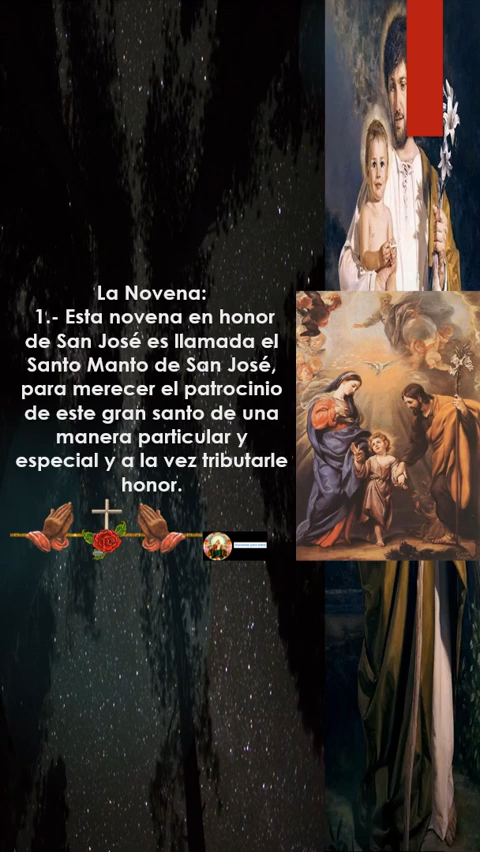 La Novena:
1.- Esta novena en honor
de San José es llamada el
Santo Manto de San José,
para merecer el patrocinio
de este gran santo de una
manera particular y
especial y a la vez tributarle
honor.